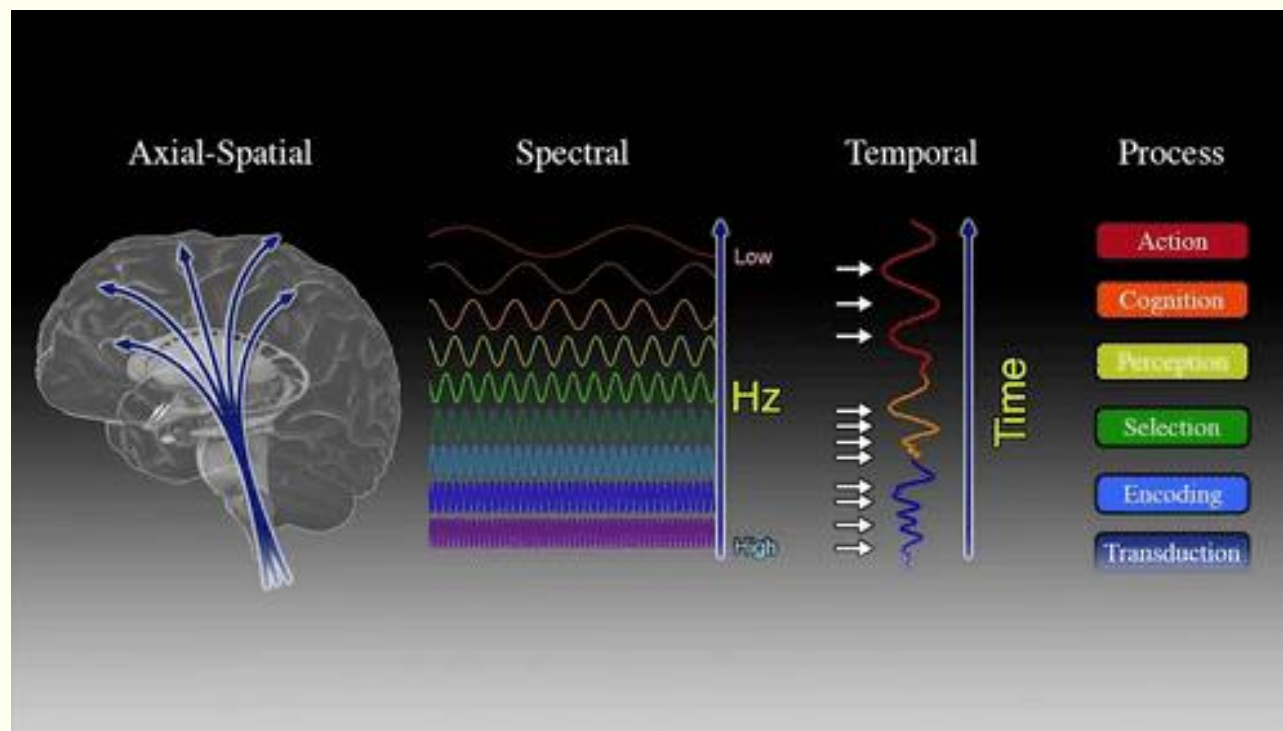 Axial-Spatial
Spectral
Temporal
Process
Low
Hz
High
Time
Action
Cognition
Perception
Selection
Encoding
Transduction